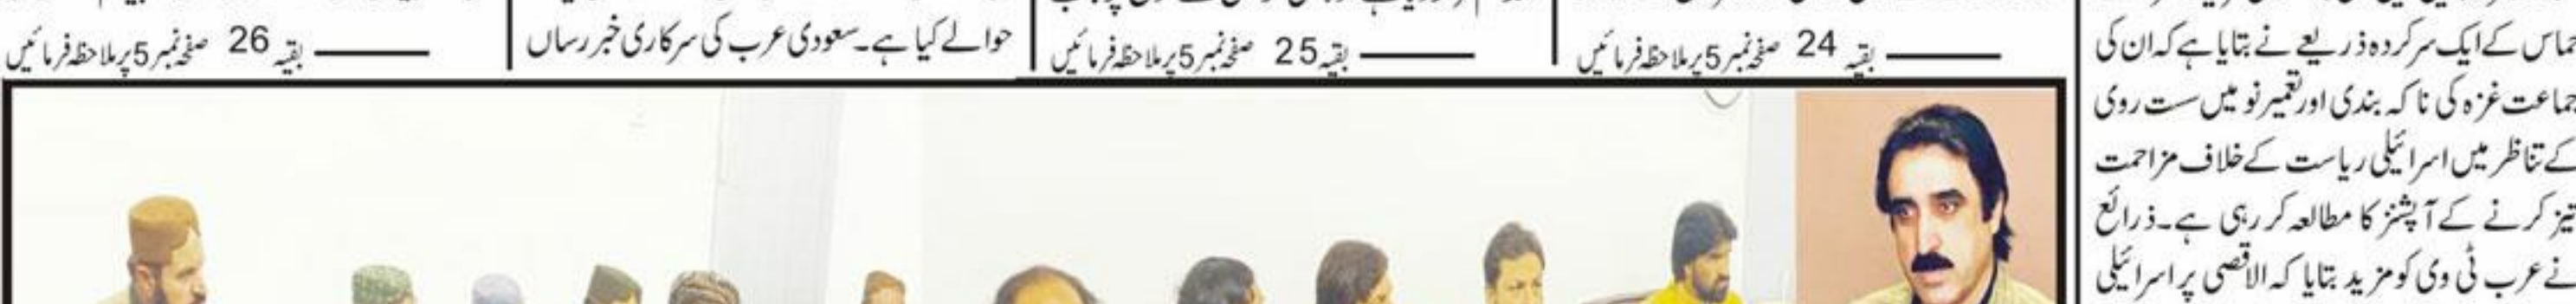 حماس کے ایک سرکردہ ذریعے نے بتایا ہے کہ ان کی
جماعت غزہ کی ناکہ بندی اور تعمیر نو میں سست روی
کے تناظر میں اسرائیلی ریاست کے خلاف مزاحمت
تیز کرنے کے آپشنز کا مطالعہ کر رہی ہے۔ ذرائع
نے عرب ٹی وی کو مزید بتایا کہ الاقصی پر اسرائیلی
بقیہ 24 صفحہ نمبر 5 پر ملاحظہ فرمائیں
بقیہ 25 صفحہ نمبر 5 پر ملاحظہ فرمائیں
حوالے کیا ہے۔ سعودی عرب کی سرکاری خبر رساں
بقیہ 26 صفحہ نمبر 5 پر ملاحظہ فرمائیں